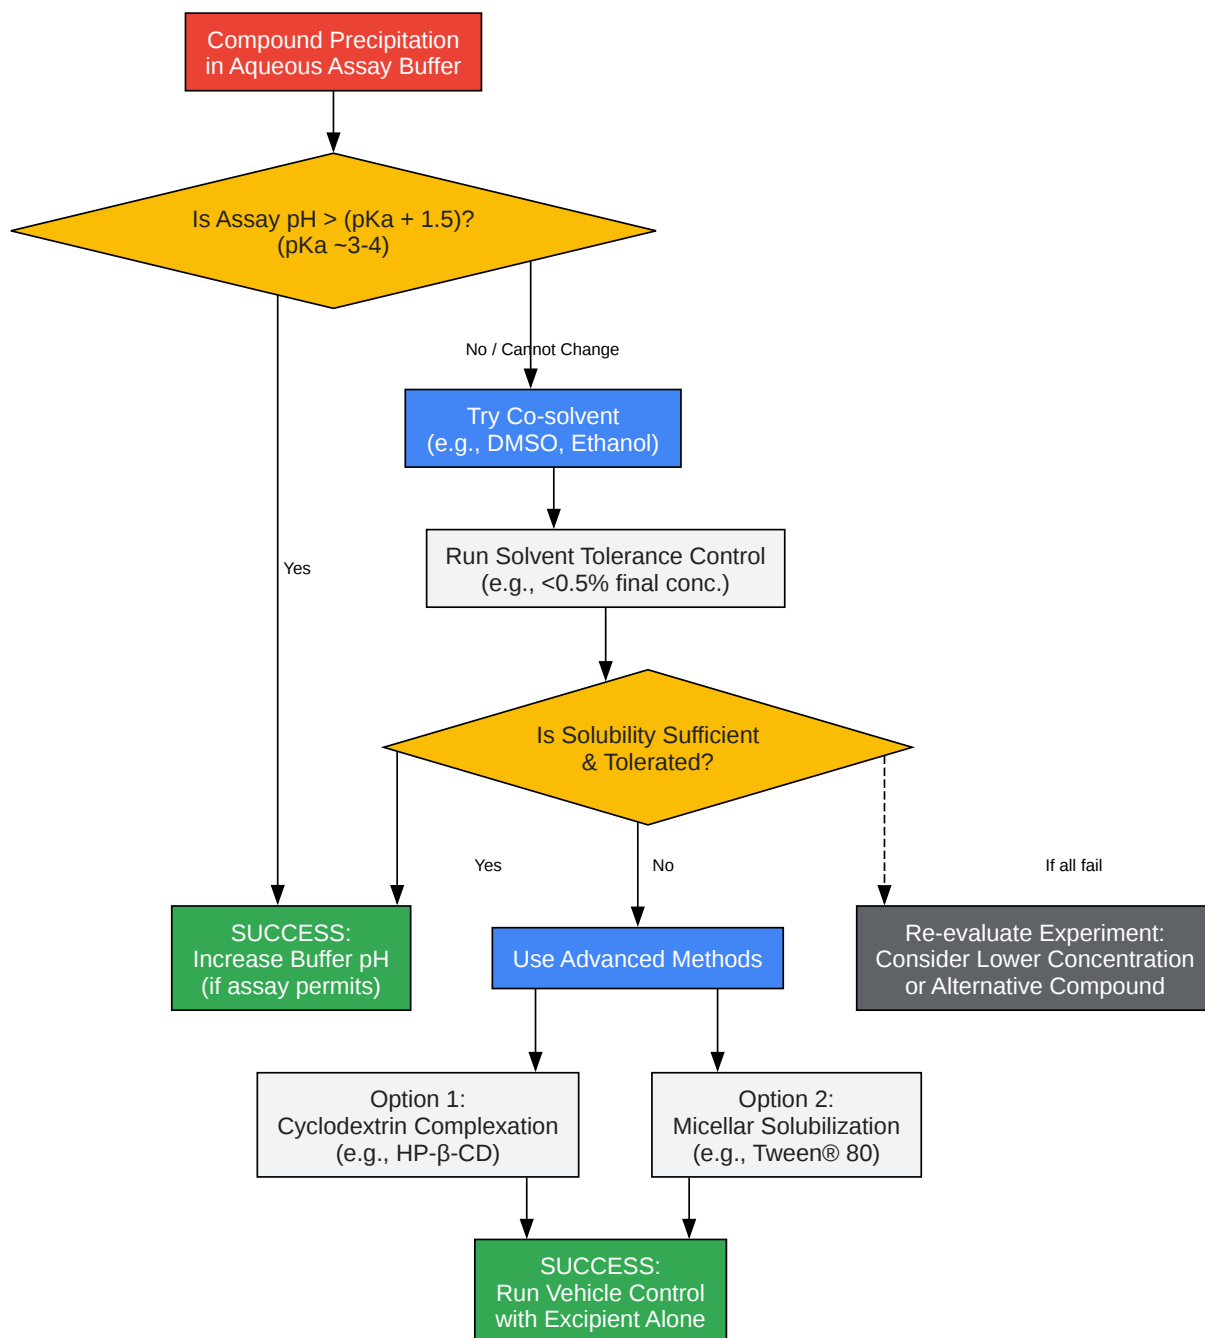 Compound Precipitation
in Aqueous Assay Buffer
Is Assay pH > (pKa + 1.5)?
(pKa ~3-4)
No / Cannot Change
Try Co-solvent
(e.g., DMSO, Ethanol)
Run Solvent Tolerance Control
(e.g., <0.5% final conc.)
Yes
Is Solubility Sufficient
& Tolerated?
Yes
No
If all fail
SUCCESS:
Increase Buffer pH
(if assay permits)
Use Advanced Methods
Re-evaluate Experiment:
Consider Lower Concentration
or Alternative Compound
Option 1:
Cyclodextrin Complexation
(e.g., HP-β-CD)
Option 2:
Micellar Solubilization
(e.g., Tween® 80)
SUCCESS:
Run Vehicle Control
with Excipient Alone